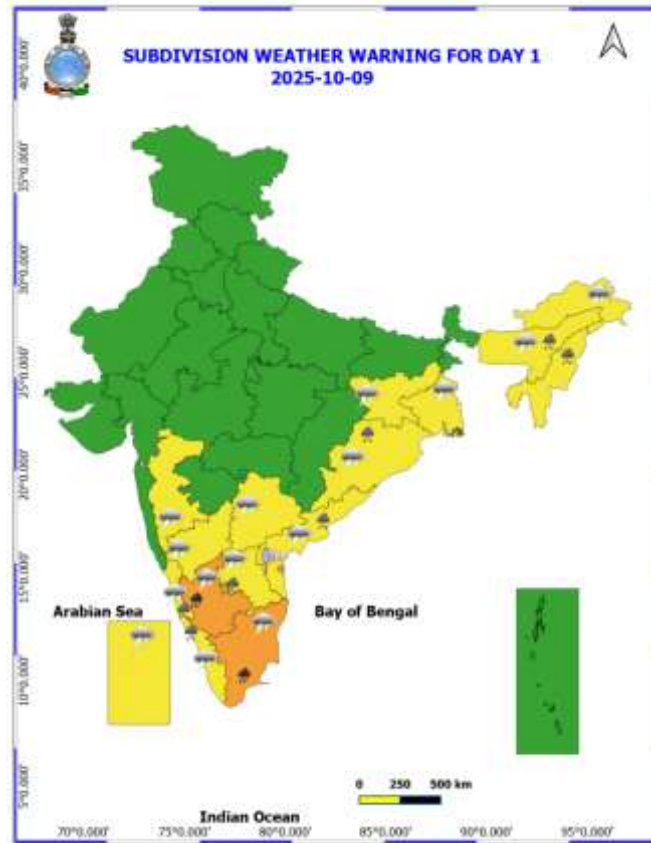 SUBDIVISION WEATHER WARNING FOR DAY 1
2025-10-09
40°0.000'
35°0.000'
30°0.000'
25°0.000'
20°0.000'
15°0.000'
10°0.000'
5°0.000'
Arabian Sea
Bay of Bengal
0 250 500 km
Indian Ocean
70°0.000' 75°0.000' 80°0.000' 85°0.000' 90°0.000' 95°0.000'